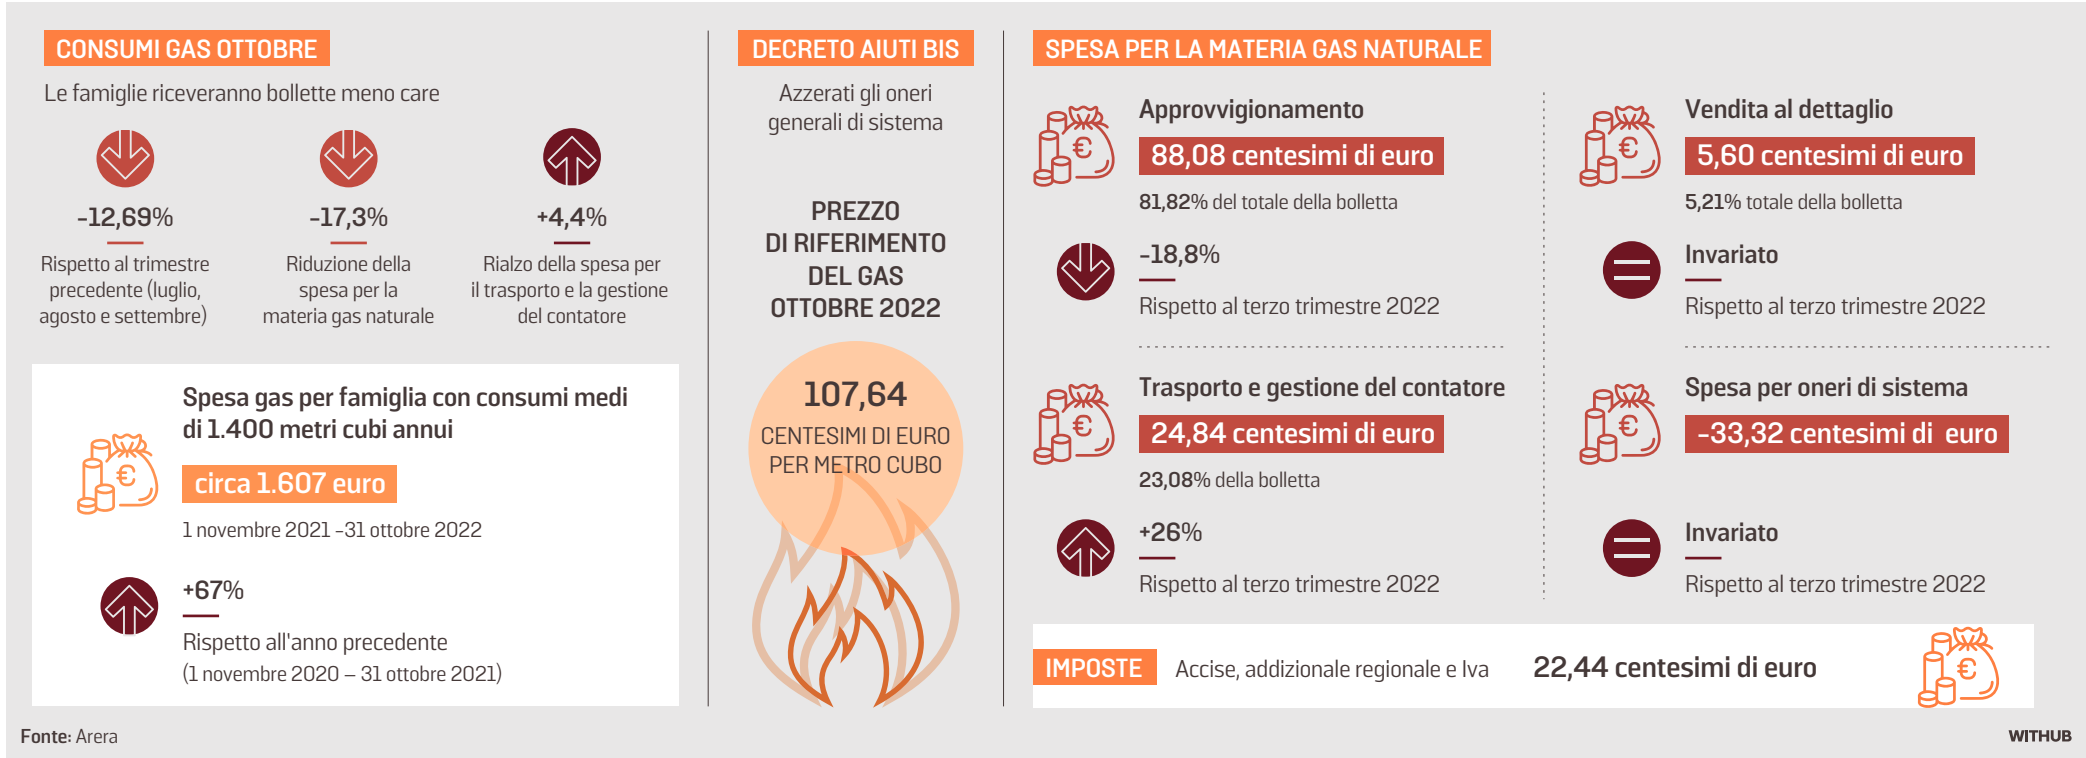 CONSUMI GAS OTTOBRE
Le famiglie riceveranno bollette meno care
-12,69%
Rispetto al trimestre
precedente (luglio,
agosto e settembre)
-17,3%
Riduzione della
spesa per la
materia gas naturale
+4,4%
Rialzo della spesa per
il trasporto e la gestione
del contatore
Spesa gas per famiglia con consumi medi
di 1.400 metri cubi annui
€
circa 1.607 euro
1 novembre 2021 -31 ottobre 2022
+67%
Rispetto all'anno precedente
(1 novembre 2020 – 31 ottobre 2021)
DECRETO AIUTI BIS
Azzerati gli oneri
generali di sistema
PREZZO
DI RIFERIMENTO
DEL GAS
OTTOBRE 2022
107,64
CENTESIMI DI EURO
PER METRO CUBO
SPESA PER LA MATERIA GAS NATURALE
€
Approvvigionamento
88,08 centesimi di euro
81,82% del totale della bolletta
-18,8%
Rispetto al terzo trimestre 2022
€
Vendita al dettaglio
5,60 centesimi di euro
5,21% totale della bolletta
Invariato
Rispetto al terzo trimestre 2022
€
Trasporto e gestione del contatore
24,84 centesimi di euro
23,08% della bolletta
+26%
Rispetto al terzo trimestre 2022
€
Spesa per oneri di sistema
-33,32 centesimi di euro
Invariato
Rispetto al terzo trimestre 2022
IMPOSTE Accise, addizionale regionale e Iva 22,44 centesimi di euro €
Fonte: Arera
WITHUB